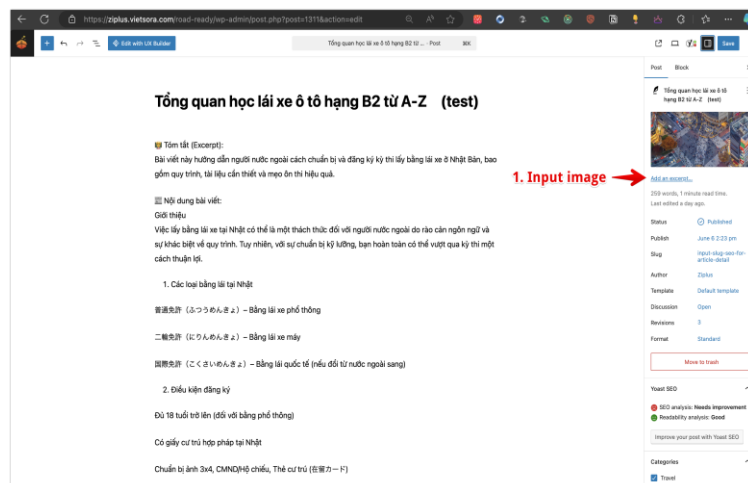 https://ziplus.vietsora.com/road-ready/wp-admin/post.php?post=1311&action=edit
Edit with UX Builder
Tổng quan học lái xe ô tô hạng B2 từ ... · Post
⌘K
Save
Post Block
Tổng quan học lái xe ô tô hạng B2 từ A-Z (test)
🐯 Tóm tắt (Excerpt):
Bài viết này hướng dẫn người nước ngoài cách chuẩn bị và đăng ký kỳ thi lấy bằng lái xe ở Nhật Bản, bao
gồm quy trình, tài liệu cần thiết và mẹo ôn thi hiệu quả.
Nội dung bài viết:
Giới thiệu
Việc lấy bằng lái xe tại Nhật có thể là một thách thức đối với người nước ngoài do rào cản ngôn ngữ và
sự khác biệt về quy trình. Tuy nhiên, với sự chuẩn bị kỹ lưỡng, bạn hoàn toàn có thể vượt qua kỳ thi một
cách thuận lợi.
1. Các loại bằng lái tại Nhật
普通免許（ふつうめんきょ）– Bằng lái xe phổ thông
二輪免許（にりんめんきょ）– Bằng lái xe máy
国際免許（こくさいめんきょ）– Bằng lái quốc tế (nếu đổi từ nước ngoài sang)
2. Điều kiện đăng ký
Đủ 18 tuổi trở lên (đối với bằng phổ thông)
Có giấy cư trú hợp pháp tại Nhật
Chuẩn bị ảnh 3x4, CMND/Hộ chiếu, Thẻ cư trú (在留カード)
1. Input image
Tổng quan học lái xe ô tô
hạng B2 từ A-Z (test)
Add an excerpt...
259 words, 1 minute read time.
Last edited a day ago.
Status Published
Publish June 6 2:23 pm
Slug input-slug-seo-for-
article-detail
Author Ziplus
Template Default template
Discussion Open
Revisions 3
Format Standard
Move to trash
Yoast SEO
SEO analysis: Needs improvement
Readability analysis: Good
Improve your post with Yoast SEO
Categories
Travel